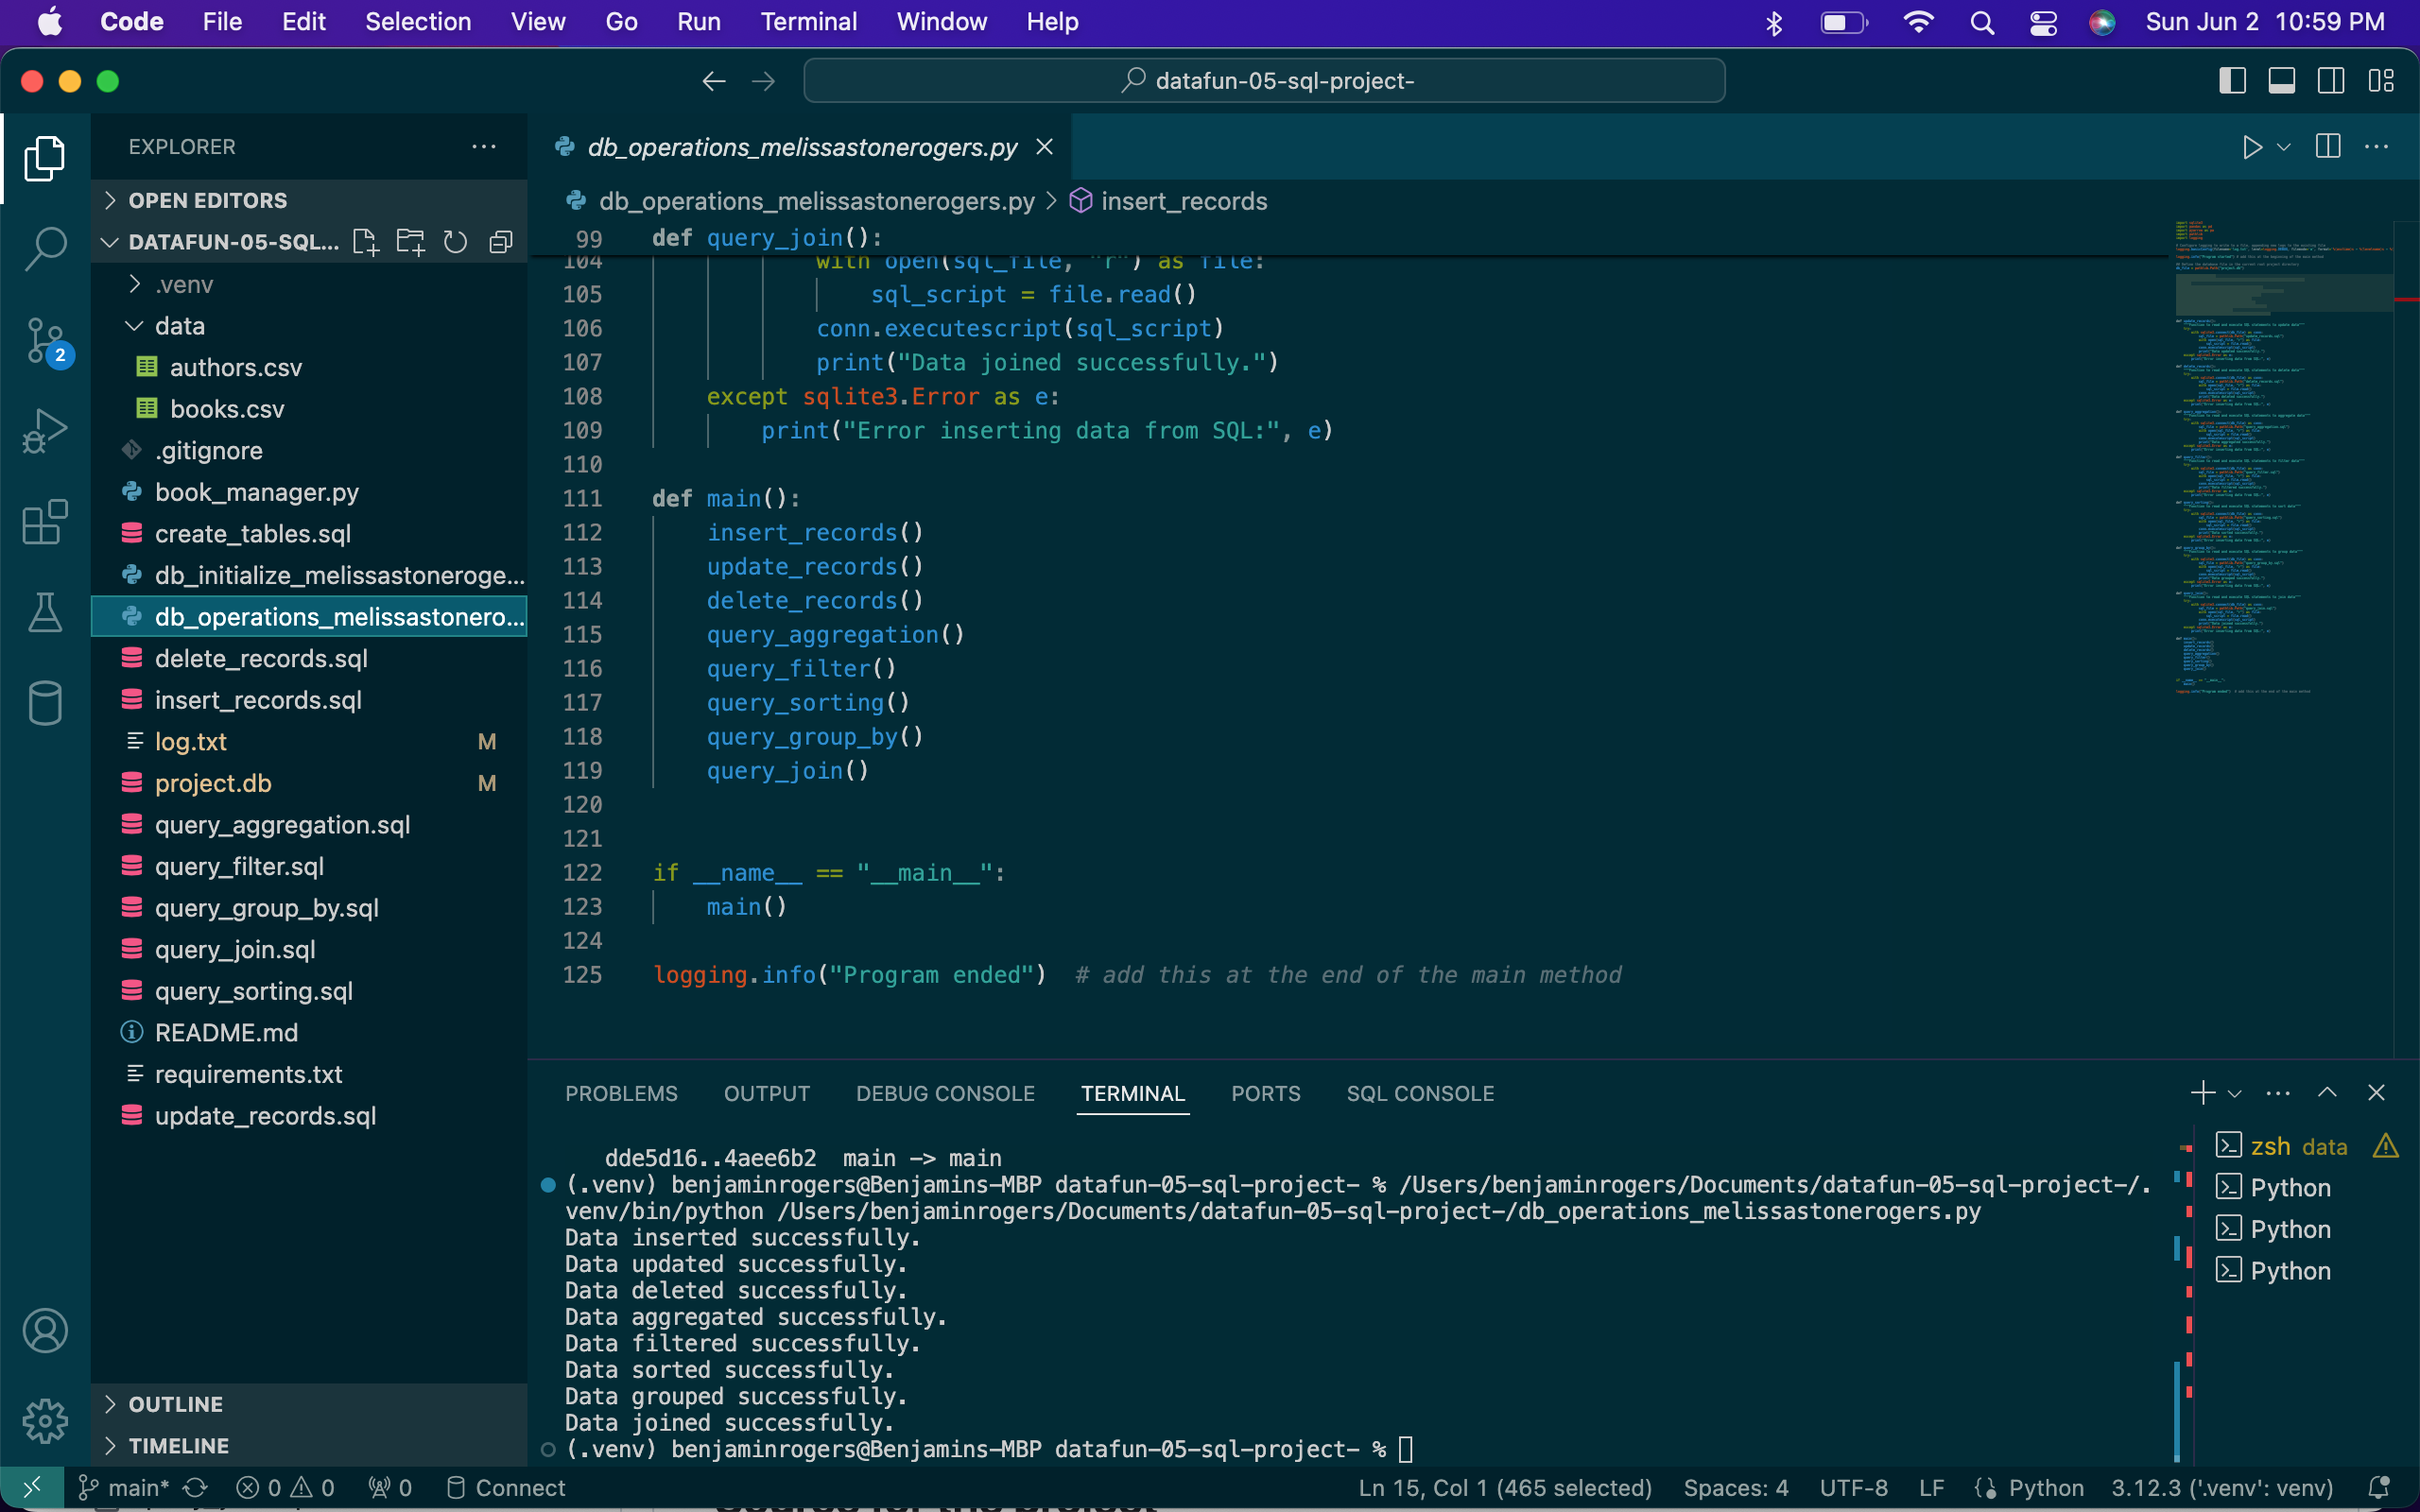 Code File Edit Selection View Go Run Terminal Window Help Sun Jun 2 10:59 PM
datafun-05-sql-project-
EXPLORER
OPEN EDITORS
DATAFUN-05-SQL...
.venv
data
authors.csv
books.csv
.gitignore
book_manager.py
create_tables.sql
db_initialize_melissastoneroge...
db_operations_melissastonero...
delete_records.sql
insert_records.sql
log.txt M
project.db M
query_aggregation.sql
query_filter.sql
query_group_by.sql
query_join.sql
query_sorting.sql
README.md
requirements.txt
update_records.sql
OUTLINE
TIMELINE
2
db_operations_melissastonerogers.py
db_operations_melissastonerogers.py > insert_records
99 def query_join():
104 with open(sql_file, "r") as file:
105 sql_script = file.read()
106 conn.executescript(sql_script)
107 print("Data joined successfully.")
108 except sqlite3.Error as e:
109 print("Error inserting data from SQL:", e)
110
111 def main():
112 insert_records()
113 update_records()
114 delete_records()
115 query_aggregation()
116 query_filter()
117 query_sorting()
118 query_group_by()
119 query_join()
120
121
122 if __name__ == "__main__":
123 main()
124
125 logging.info("Program ended")  # add this at the end of the main method
PROBLEMS OUTPUT DEBUG CONSOLE TERMINAL PORTS SQL CONSOLE
dde5d16..4aee6b2  main -> main
(.venv) benjaminrogers@Benjamins-MBP datafun-05-sql-project- % /Users/benjaminrogers/Documents/datafun-05-sql-project-/.
venv/bin/python /Users/benjaminrogers/Documents/datafun-05-sql-project-/db_operations_melissastonerogers.py
Data inserted successfully.
Data updated successfully.
Data deleted successfully.
Data aggregated successfully.
Data filtered successfully.
Data sorted successfully.
Data grouped successfully.
Data joined successfully.
(.venv) benjaminrogers@Benjamins-MBP datafun-05-sql-project- %
zsh data
Python
Python
Python
main* 0 0 0 Connect Ln 15, Col 1 (465 selected) Spaces: 4 UTF-8 LF Python 3.12.3 ('.venv': venv)